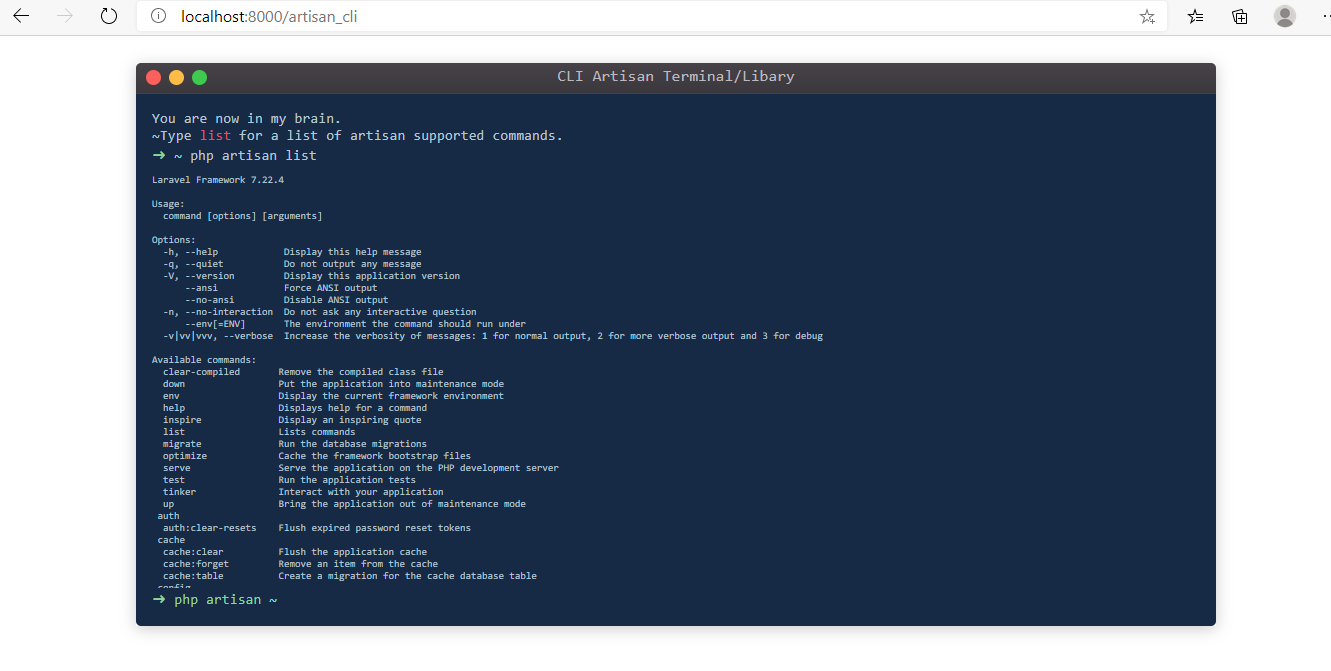 localhost:8000/artisan_cli
CLI Artisan Terminal/Libary
You are now in my brain.
~Type list for a list of artisan supported commands.
➜ ~ php artisan list
Laravel Framework 7.22.4
Usage:
command [options] [arguments]
Options:
-h, --help Display this help message
-q, --quiet Do not output any message
-V, --version Display this application version
--ansi Force ANSI output
--no-ansi Disable ANSI output
-n, --no-interaction Do not ask any interactive question
--env[=ENV] The environment the command should run under
-v|vv|vvv, --verbose Increase the verbosity of messages: 1 for normal output, 2 for more verbose output and 3 for debug
Available commands:
clear-compiled Remove the compiled class file
down Put the application into maintenance mode
env Display the current framework environment
help Displays help for a command
inspire Display an inspiring quote
list Lists commands
migrate Run the database migrations
optimize Cache the framework bootstrap files
serve Serve the application on the PHP development server
test Run the application tests
tinker Interact with your application
up Bring the application out of maintenance mode
auth
auth:clear-resets Flush expired password reset tokens
cache
cache:clear Flush the application cache
cache:forget Remove an item from the cache
cache:table Create a migration for the cache database table
config
➜ php artisan ~